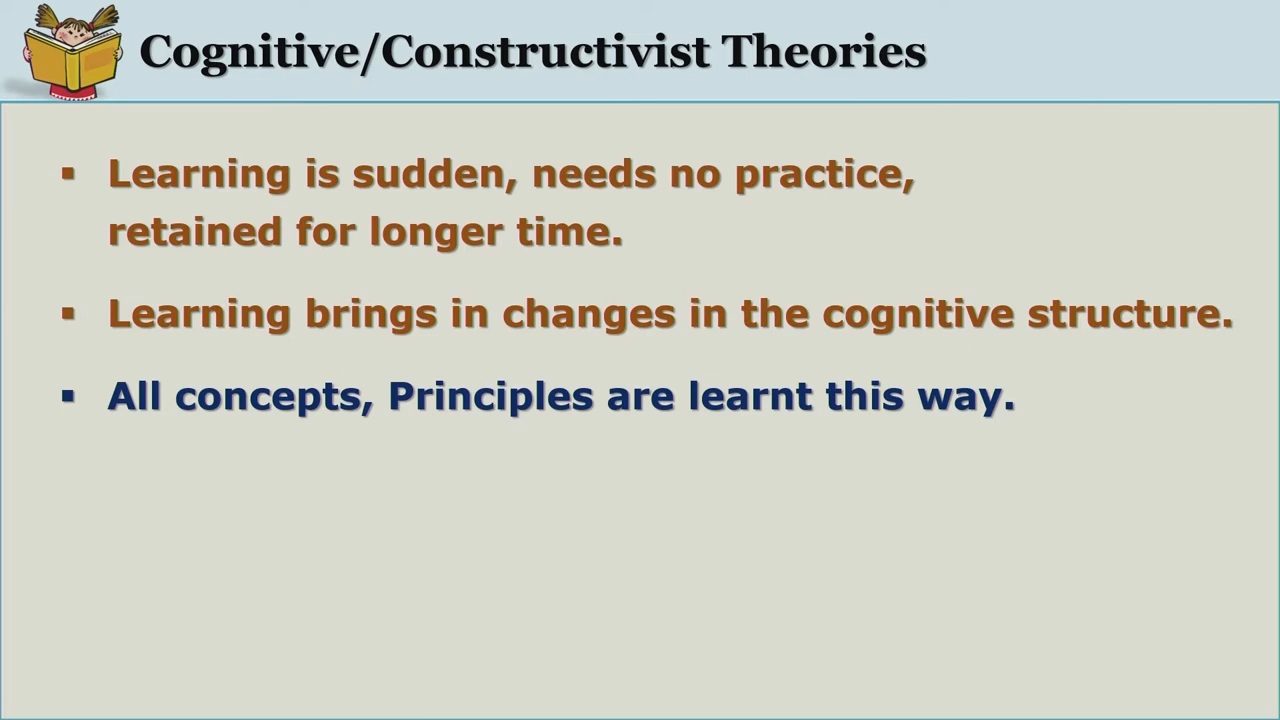 Cognitive/Constructivist Theories
▪ Learning is sudden, needs no practice,
retained for longer time.
▪ Learning brings in changes in the cognitive structure.
▪ All concepts, Principles are learnt this way.